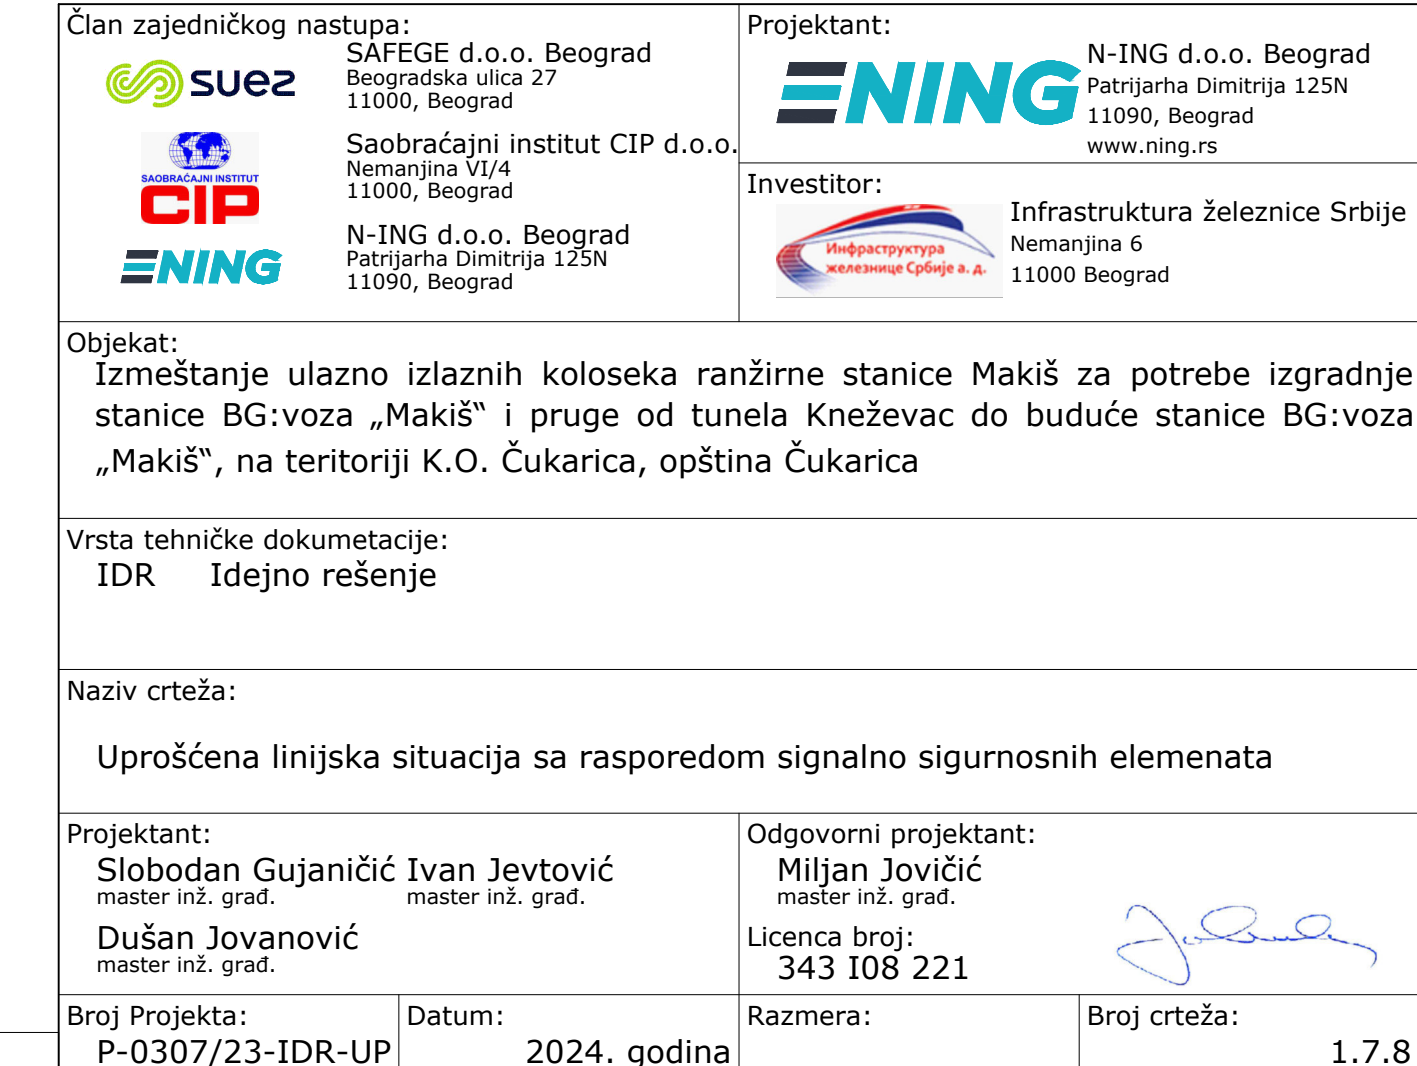 Član zajedničkog nastupa:
suez
SAFEGE d.o.o. Beograd
Beogradska ulica 27
11000, Beograd
SAOBRAĆAJNI INSTITUT
CIP
Saobraćajni institut CIP d.o.o.
Nemanjina VI/4
11000, Beograd
NING
N-ING d.o.o. Beograd
Patrijarha Dimitrija 125N
11090, Beograd
Projektant:
NING
N-ING d.o.o. Beograd
Patrijarha Dimitrija 125N
11090, Beograd
www.ning.rs
Investitor:
Инфраструктура
железнице Србије а. д.
Infrastruktura železnice Srbije
Nemanjina 6
11000 Beograd
Objekat:
Izmeštanje ulazno izlaznih koloseka ranžirne stanice Makiš za potrebe izgradnje
stanice BG:voza „Makiš“ i pruge od tunela Kneževac do buduće stanice BG:voza
„Makiš“, na teritoriji K.O. Čukarica, opština Čukarica
Vrsta tehničke dokumetacije:
IDR Idejno rešenje
Naziv crteža:
Uprošćena linijska situacija sa rasporedom signalno sigurnosnih elemenata
Projektant:
Slobodan Gujaničić Ivan Jevtović
master inž. građ. master inž. građ.
Dušan Jovanović
master inž. građ.
Odgovorni projektant:
Miljan Jovičić
master inž. građ.
Licenca broj:
343 I08 221
Broj Projekta:
P-0307/23-IDR-UP
Datum:
2024. godina
Razmera:
Broj crteža:
1.7.8